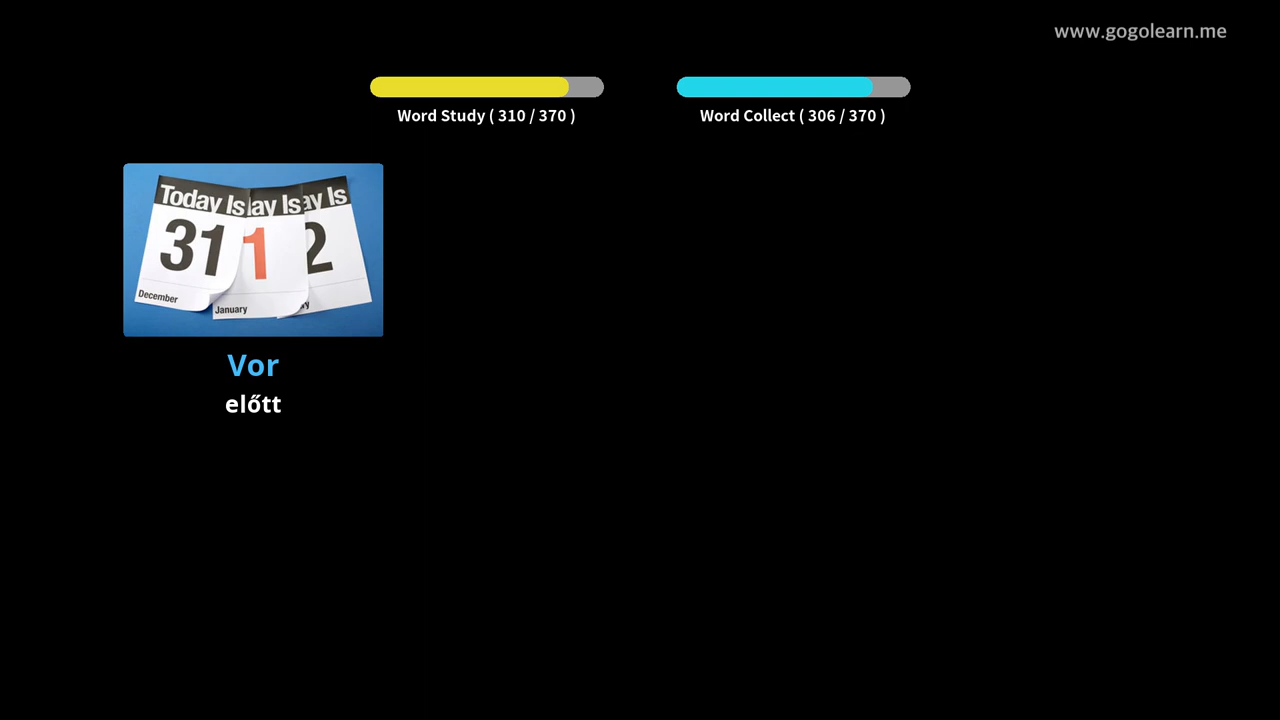 www.gogolearn.me
Word Study ( 310 / 370 )
Word Collect ( 306 / 370 )
Today Is
ay Is
ay Is
31
1
2
December
January
Vor
előtt